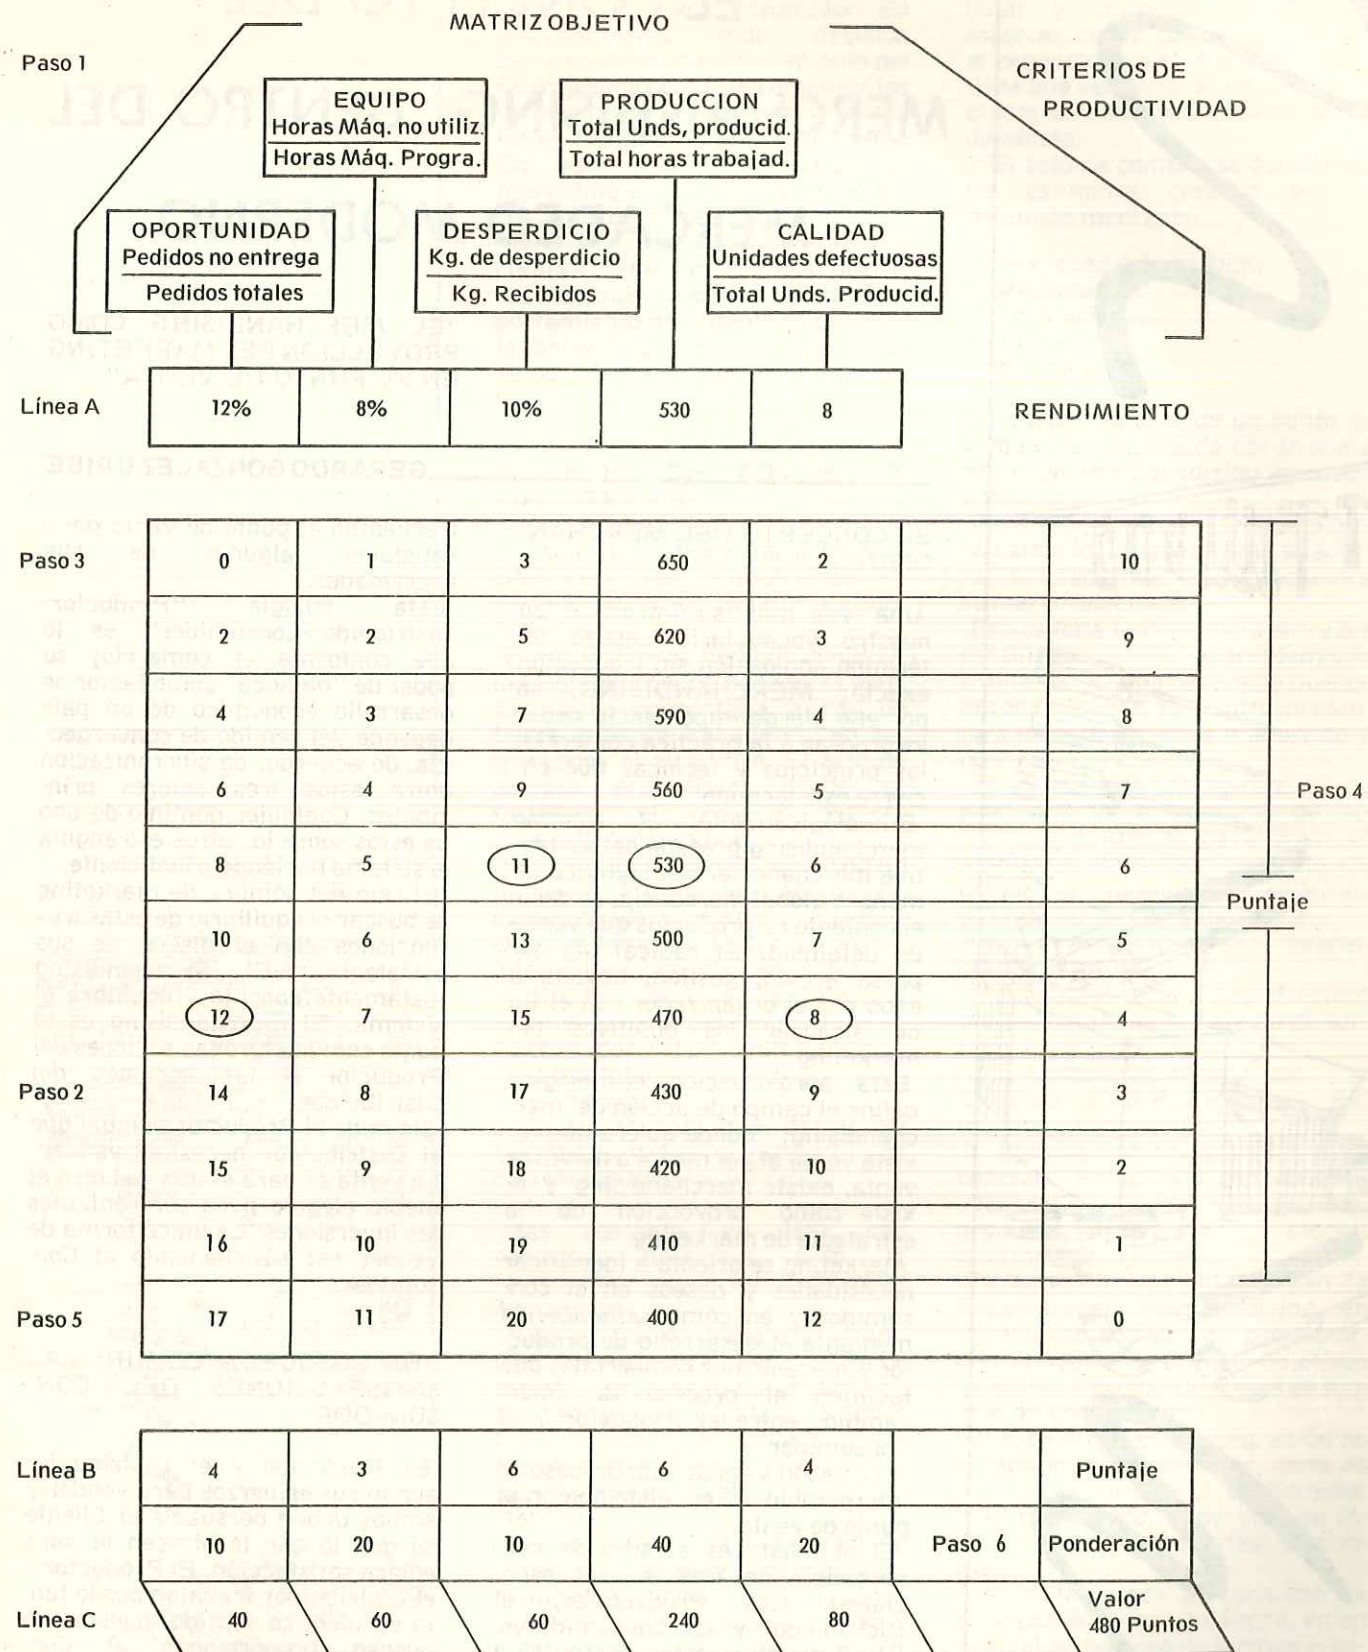 MATRIZ OBJETIVO
Paso 1
CRITERIOS DE
PRODUCTIVIDAD
EQUIPO
Horas Máq. no utiliz.
Horas Máq. Progra.
PRODUCCION
Total Unds, producid.
Total horas trabajad.
OPORTUNIDAD
Pedidos no entrega
Pedidos totales
DESPERDICIO
Kg. de desperdicio
Kg. Recibidos
CALIDAD
Unidades defectuosas
Total Unds. Producid.
Línea A 12% 8% 10% 530 8 RENDIMIENTO
Paso 3 0 1 3 650 2 10
2 2 5 620 3 9
4 3 7 590 4 8
6 4 9 560 5 7 Paso 4
8 5 11 530 6 6
Puntaje
10 6 13 500 7 5
12 7 15 470 8 4
Paso 2 14 8 17 430 9 3
15 9 18 420 10 2
16 10 19 410 11 1
Paso 5 17 11 20 400 12 0
Línea B 4 3 6 6 4 Puntaje
10 20 10 40 20 Paso 6 Ponderación
Línea C 40 60 60 240 80 Valor
480 Puntos